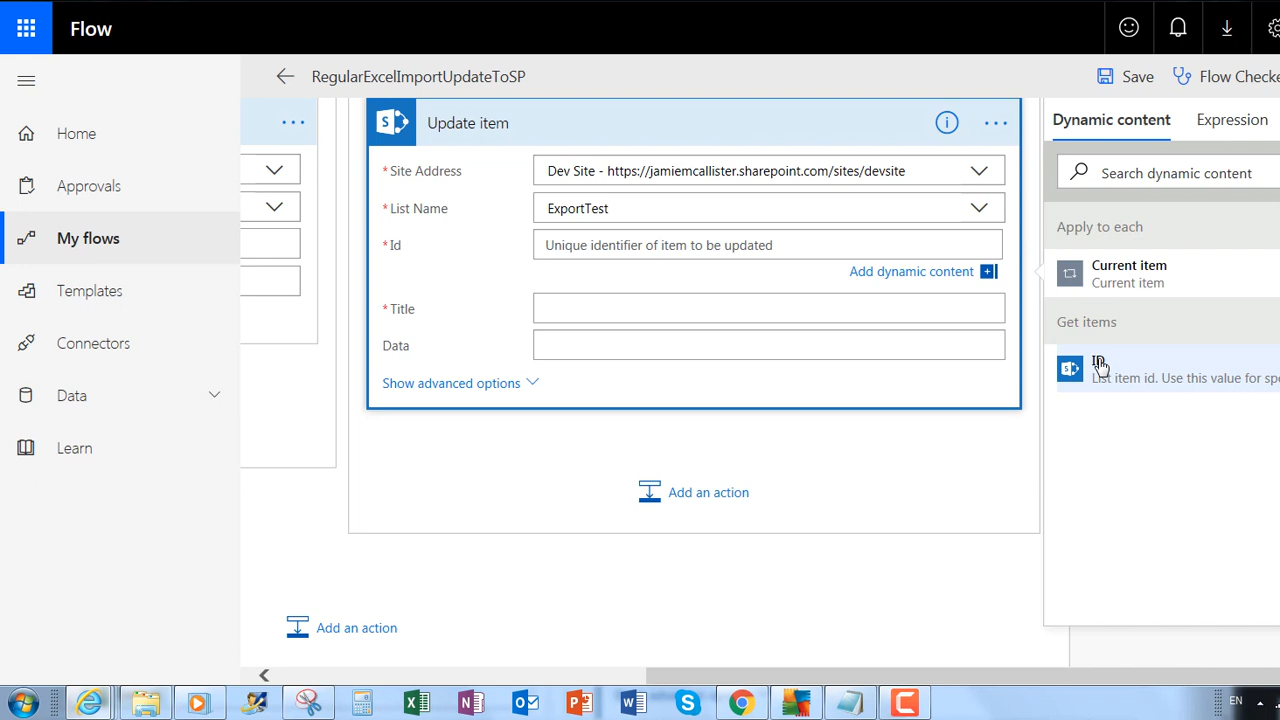 Flow
RegularExcelImportUpdateToSP
Save
Flow Checke
Home
Approvals
My flows
Templates
Connectors
Data
Learn
Update item
* Site Address
Dev Site - https://jamiemcallister.sharepoint.com/sites/devsite
* List Name
ExportTest
* Id
Unique identifier of item to be updated
Add dynamic content
* Title
Data
Show advanced options
Add an action
Add an action
Dynamic content
Expression
Search dynamic content
Apply to each
Current item
Current item
Get items
ID
List item id. Use this value for spe
EN